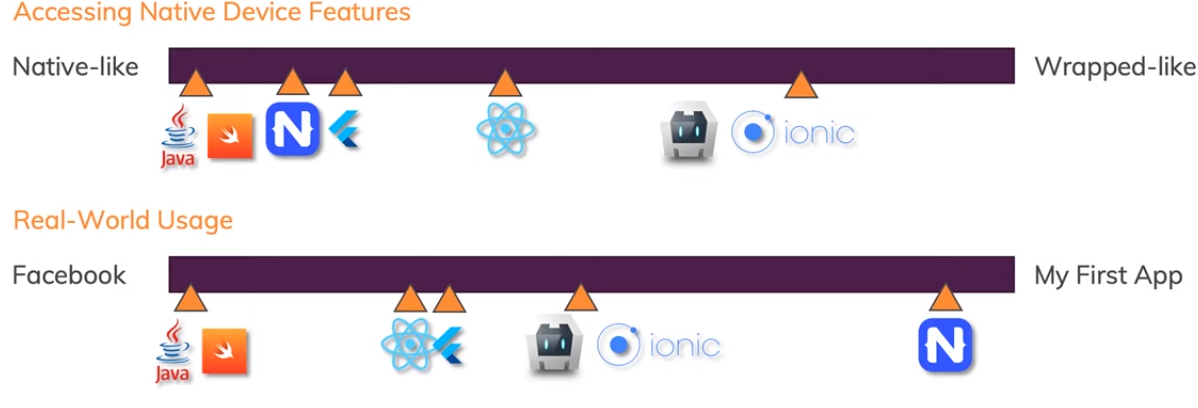 Accessing Native Device Features
Native-like
Wrapped-like
Java
N
ionic
Real-World Usage
Facebook
My First App
Java
ionic
N